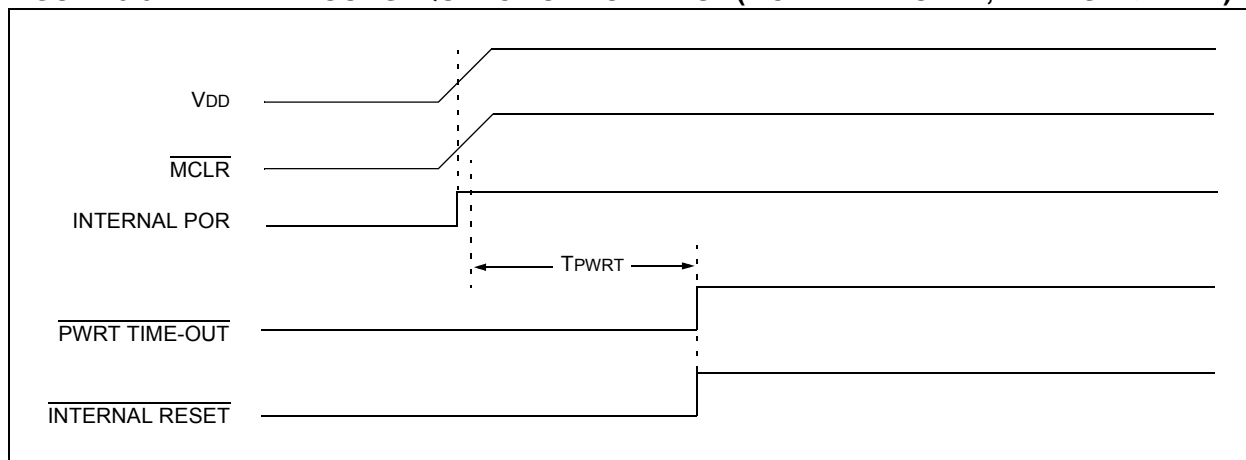 VDD
MCLR
INTERNAL POR
TPWRT
PWRT TIME-OUT
INTERNAL RESET